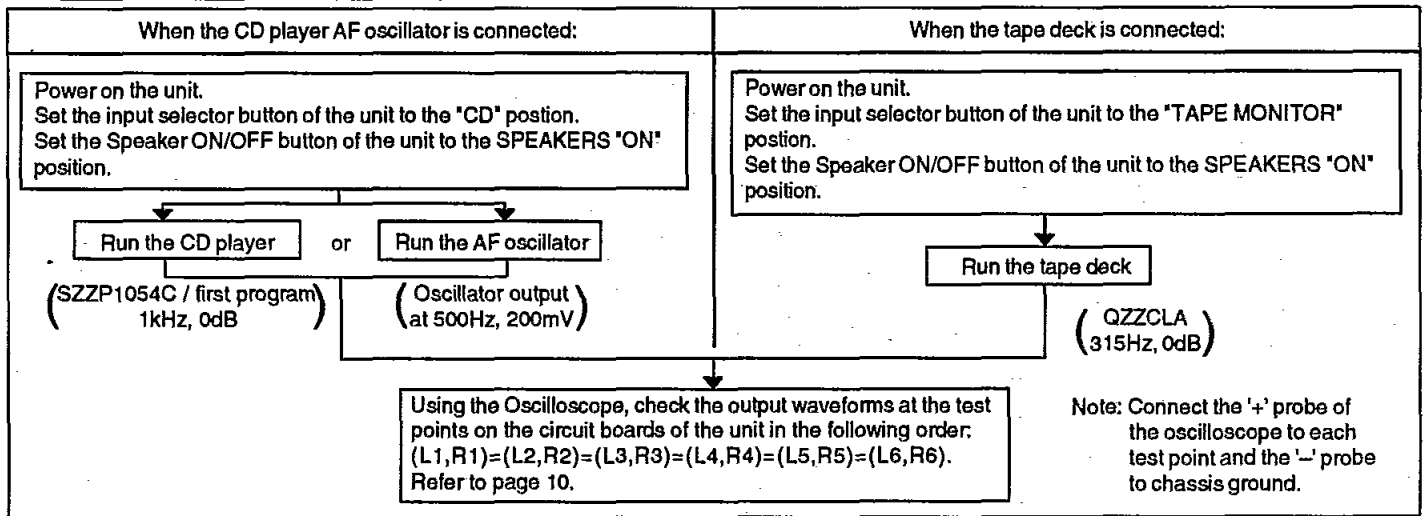 When the CD player AF oscillator is connected:
When the tape deck is connected:
Power on the unit.
Set the input selector button of the unit to the "CD" postion.
Set the Speaker ON/OFF button of the unit to the SPEAKERS "ON"
position.
Run the CD player
or
Run the AF oscillator
(SZZP1054C / first program)
1kHz, 0dB
(Oscillator output)
at 500Hz, 200mV
Power on the unit.
Set the input selector button of the unit to the "TAPE MONITOR"
postion.
Set the Speaker ON/OFF button of the unit to the SPEAKERS "ON"
position.
Run the tape deck
(QZZCLA)
315Hz, 0dB
Using the Oscilloscope, check the output waveforms at the test
points on the circuit boards of the unit in the following order:
(L1,R1)=(L2,R2)=(L3,R3)=(L4,R4)=(L5,R5)=(L6,R6).
Refer to page 10.
Note: Connect the '+' probe of
the oscilloscope to each
test point and the '–' probe
to chassis ground.